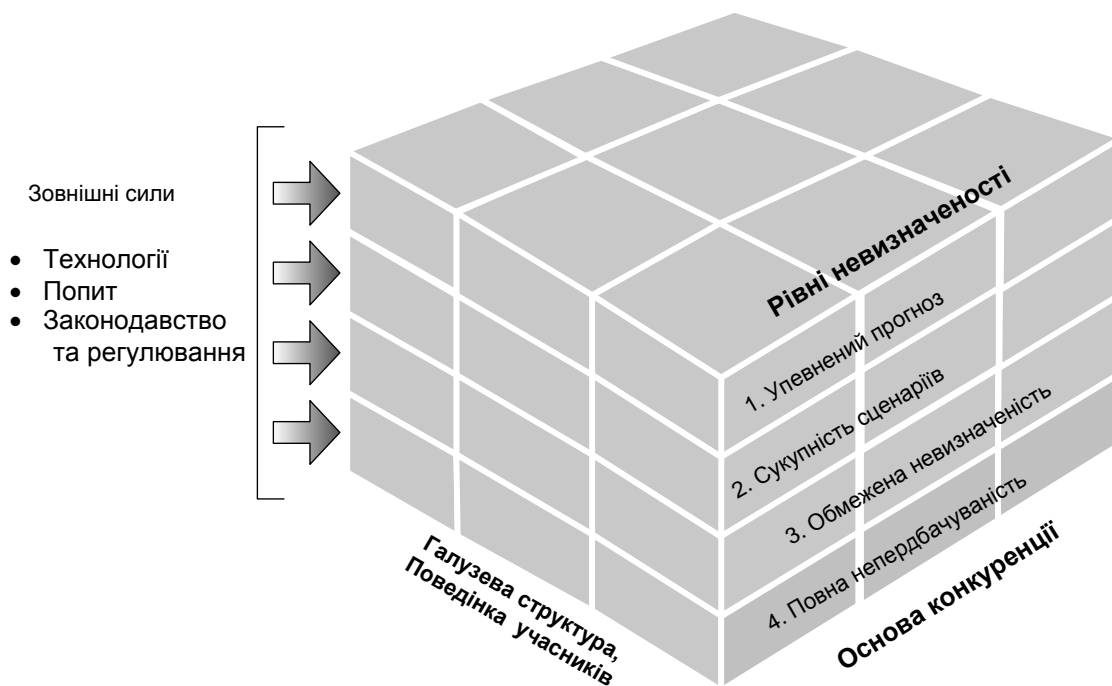 Зовнішні сили
• Технології
• Попит
• Законодавство
та регулювання
Рівні невизначеності
1. Упевнений прогноз
2. Сукупність сценаріїв
3. Обмежена невизначеність
4. Повна непердбачуваність
Галузева структура,
Поведінка учасників
Основа конкуренції